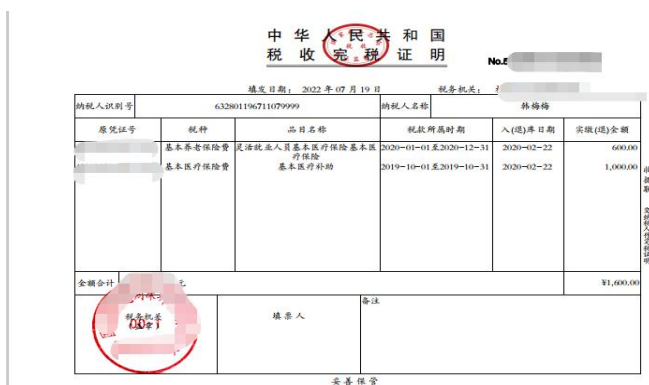 中华人民共和国
税收完税证明
No.
填发日期： 2022 年 07 月 19 日 税务机关：
纳税人识别号 632801196711079999 纳税人名称 韩梅梅
原凭证号 税种 品目名称 税款所属时期 入(退)库日期 实缴(退)金额
基本养老保险费 灵活就业人员基本医疗保险基本医疗保险 2020-01-01至2020-12-31 2020-02-22 600.00
基本医疗保险费 基本医疗补助 2019-10-01至2019-10-31 2020-02-22 1,000.00
金额合计 元 ¥1,600.00
税务机关
（盖章）
填票人
备注
妥善保管